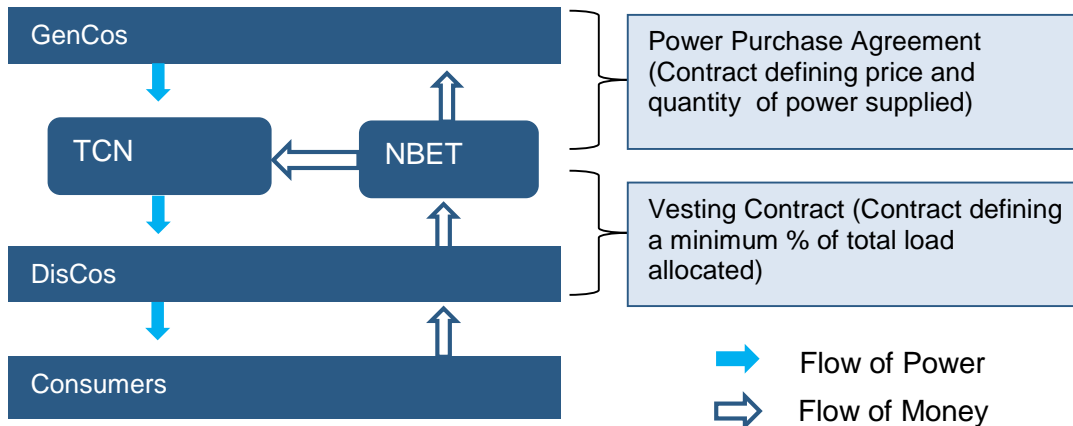 GenCos
Power Purchase Agreement
(Contract defining price and
quantity of power supplied)
TCN
NBET
Vesting Contract (Contract defining
a minimum % of total load
allocated)
DisCos
Consumers
Flow of Power
Flow of Money